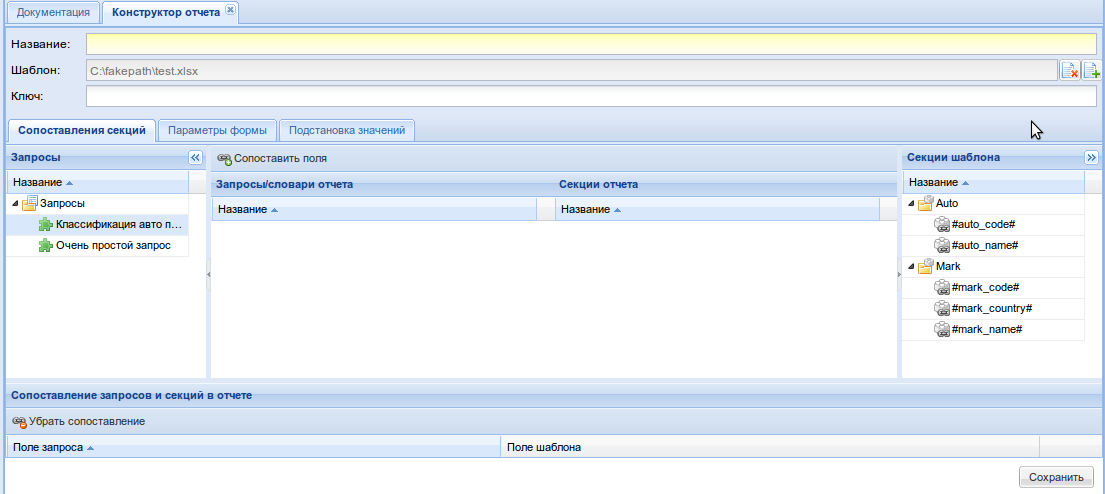 Документация Конструктор отчета
Название:
Шаблон: C:\fakepath\test.xlsx
Ключ:
Сопоставления секций Параметры формы Подстановка значений
Запросы
Название
Запросы
Классификация авто п...
Очень простой запрос
Сопоставить поля
Запросы/словари отчета Секции отчета
Название Название
Секции шаблона
Название
Auto
#auto_code#
#auto_name#
Mark
#mark_code#
#mark_country#
#mark_name#
Сопоставление запросов и секций в отчете
Убрать сопоставление
Поле запроса Поле шаблона
Сохранить